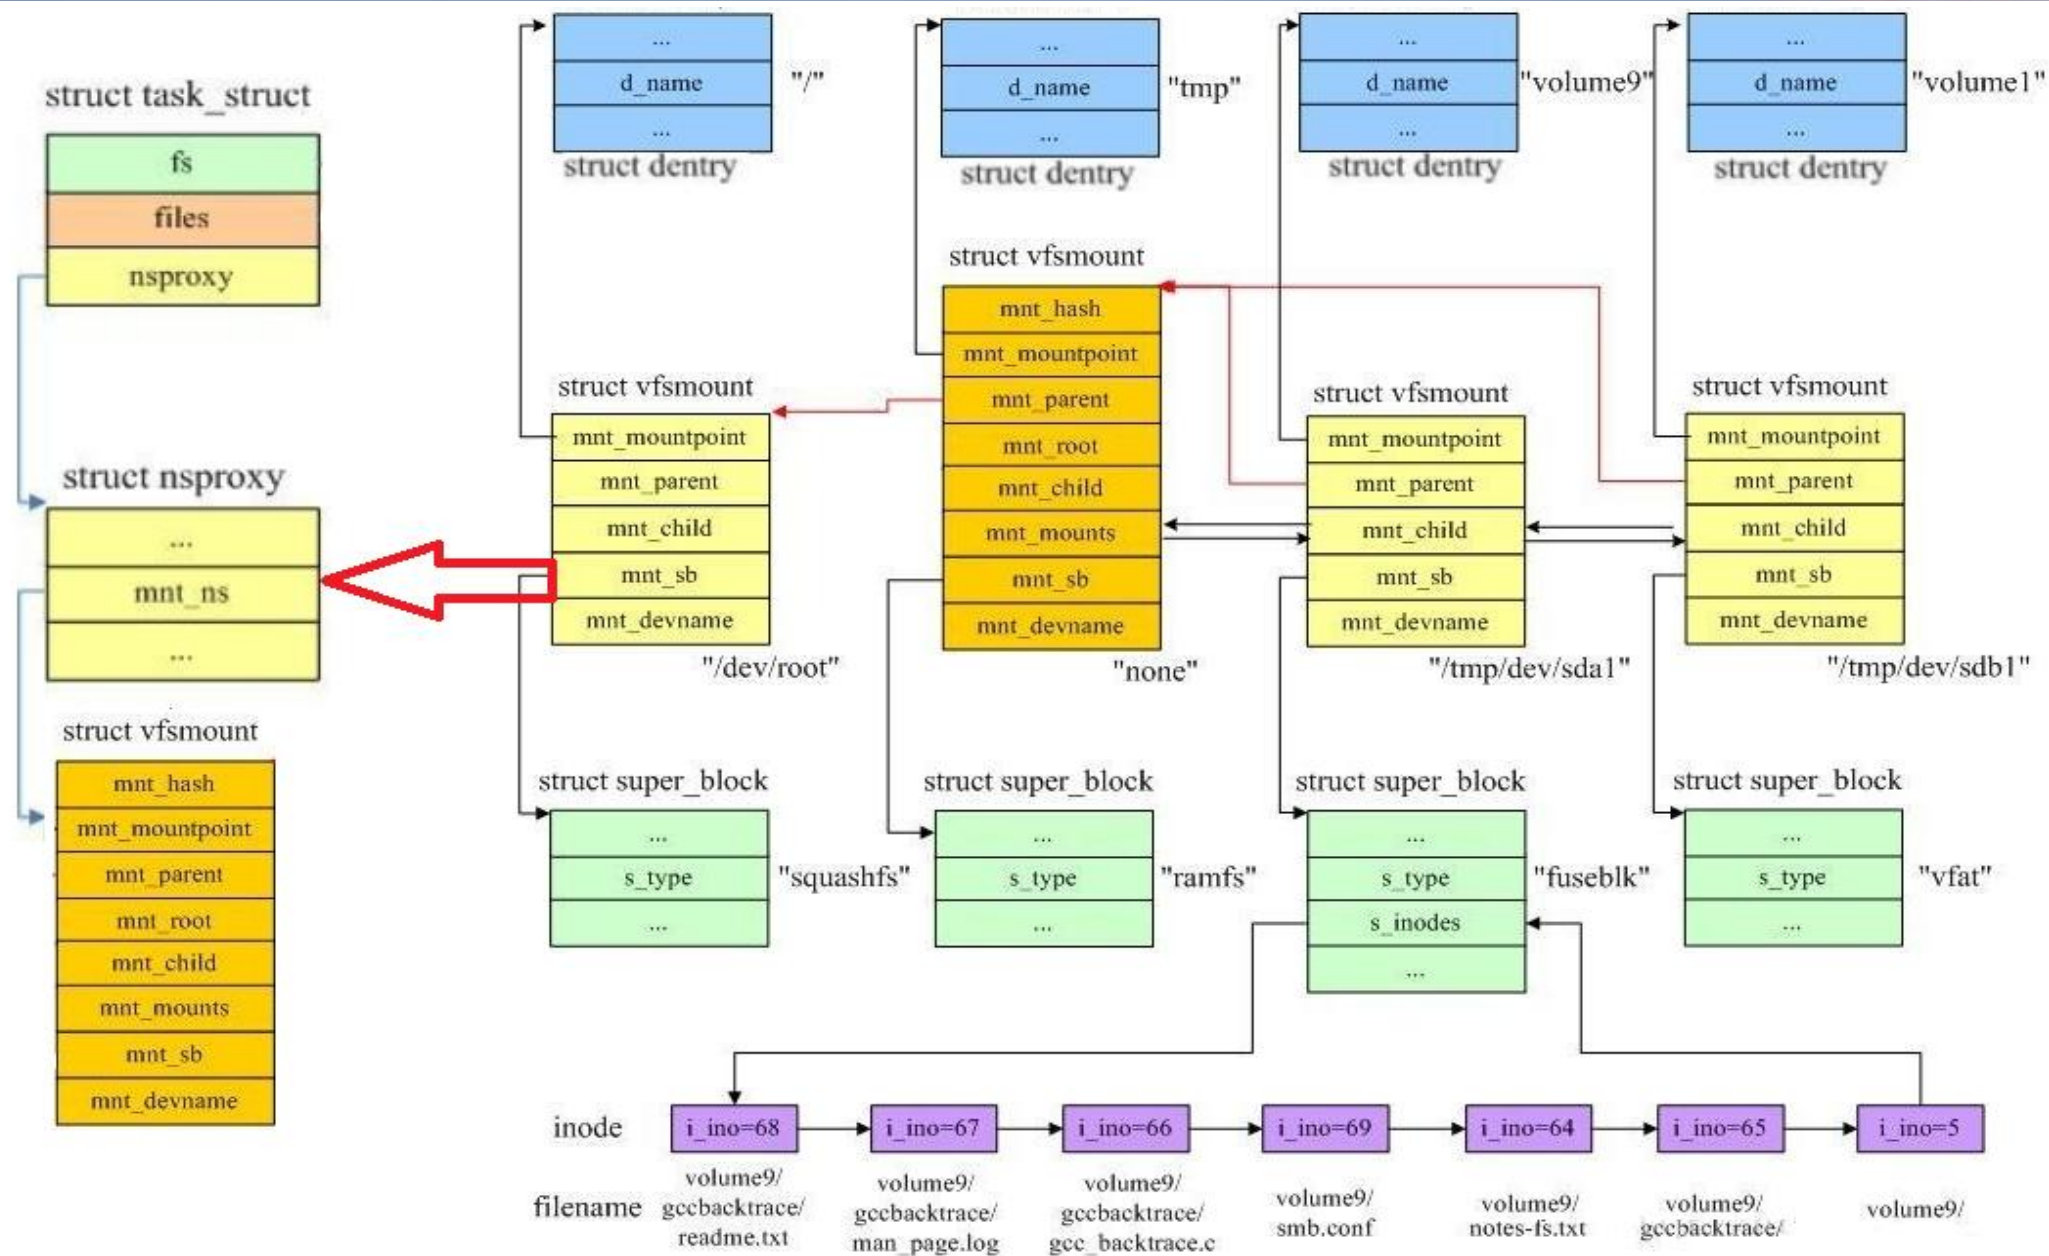 struct task_struct
fs
files
nsproxy
struct nsproxy
...
mnt_ns
...
struct vfsmount
mnt_hash
mnt_mountpoint
mnt_parent
mnt_root
mnt_child
mnt_mounts
mnt_sb
mnt_devname
...
d_name
...
"/"
struct dentry
struct vfsmount
mnt_mountpoint
mnt_parent
mnt_child
mnt_sb
mnt_devname
"/dev/root"
struct super_block
...
s_type
...
"squashfs"
...
d_name
...
"tmp"
struct dentry
struct vfsmount
mnt_hash
mnt_mountpoint
mnt_parent
mnt_root
mnt_child
mnt_mounts
mnt_sb
mnt_devname
"none"
struct super_block
...
s_type
...
"ramfs"
...
d_name
...
"volume9"
struct dentry
struct vfsmount
mnt_mountpoint
mnt_parent
mnt_child
mnt_sb
mnt_devname
"/tmp/dev/sda1"
struct super_block
...
s_type
s_inodes
...
"fuseblk"
...
d_name
...
"volume1"
struct dentry
struct vfsmount
mnt_mountpoint
mnt_parent
mnt_child
mnt_sb
mnt_devname
"/tmp/dev/sdb1"
struct super_block
...
s_type
...
"vfat"
inode
i_ino=68
i_ino=67
i_ino=66
i_ino=69
i_ino=64
i_ino=65
i_ino=5
filename
volume9/
gccbacktrace/
readme.txt
volume9/
gccbacktrace/
man_page.log
volume9/
gccbacktrace/
gcc_backtrace.c
volume9/
smb.conf
volume9/
notes-fs.txt
volume9/
gccbacktrace/
volume9/